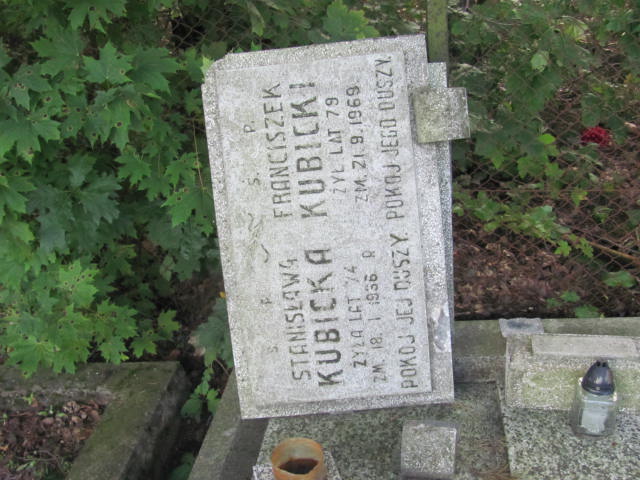 Ś. P.
STANISŁAWA
KUBICKA
ŻYŁA LAT 74
ZM. 18. I 1956 R
POKÓJ JEJ DUSZY.
Ś. P.
FRANCISZEK
KUBICKI
ŻYŁ LAT 79
ZM. 21.9.1969
POKÓJ JEGO DUSZY.